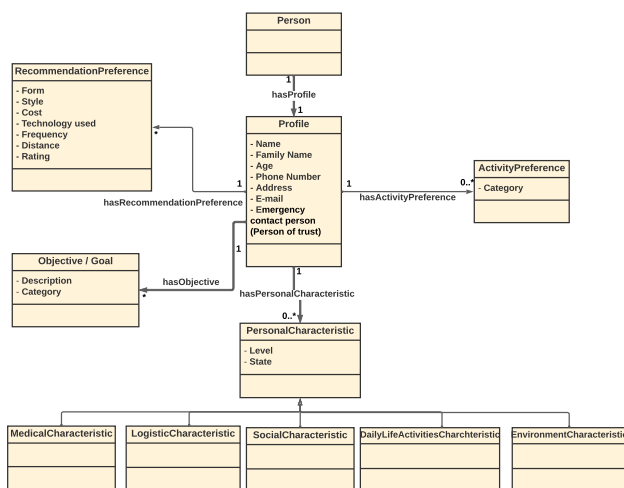 Person
1
hasProfile
1
RecommendationPreference
- Form
- Style
- Cost
- Technology used
- Frequency
- Distance
- Rating
*
1
hasRecommendationPreference
Profile
- Name
- Family Name
- Age
- Phone Number
- Address
- E-mail
- Emergency
contact person
(Person of trust)
1
hasActivityPreference
0..*
ActivityPreference
- Category
1
hasObjective
*
Objective / Goal
- Description
- Category
1
hasPersonalCharacteristic
0..*
PersonalCharacteristic
- Level
- State
MedicalCharacteristic
LogisticCharacteristic
SocialCharacteristic
DailyLifeActivitiesCharchteristic
EnvironmentCharacteristic